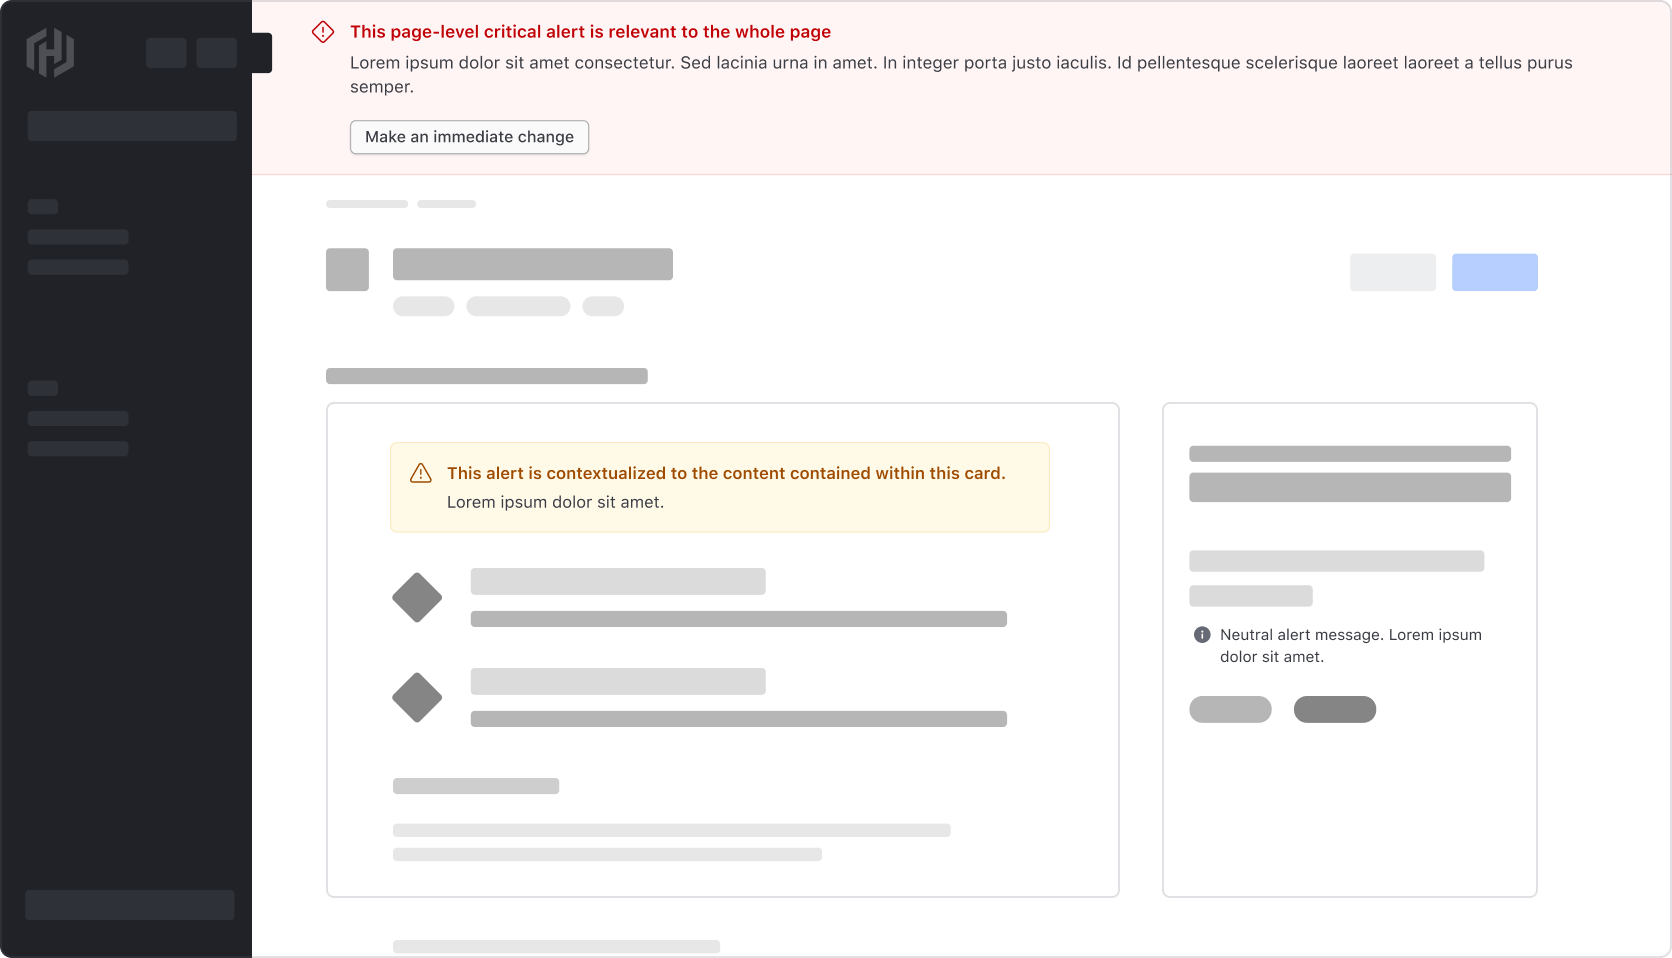 This page-level critical alert is relevant to the whole page
Lorem ipsum dolor sit amet consectetur. Sed lacinia urna in amet. In integer porta justo iaculis. Id pellentesque scelerisque laoreet laoreet a tellus purus
semper.
Make an immediate change
This alert is contextualized to the content contained within this card.
Lorem ipsum dolor sit amet.
Neutral alert message. Lorem ipsum
dolor sit amet.